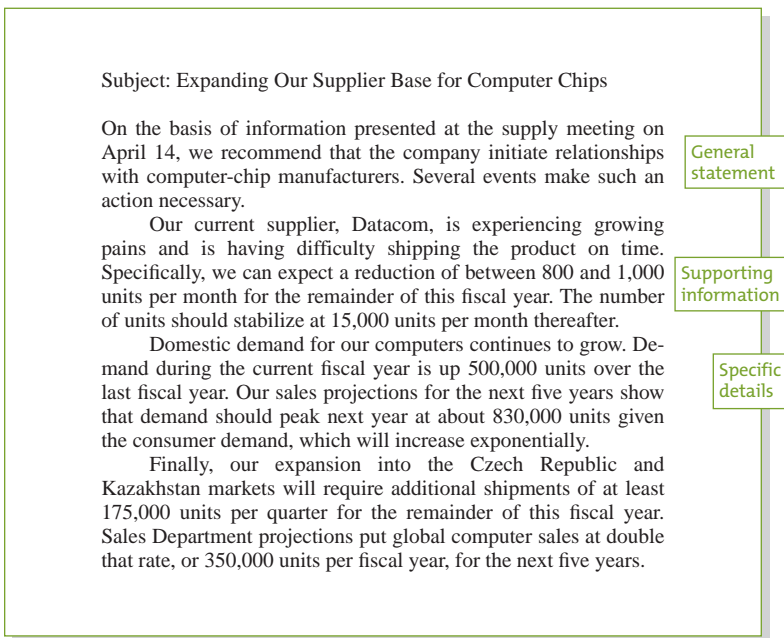 Subject: Expanding Our Supplier Base for Computer Chips
On the basis of information presented at the supply meeting on
April 14, we recommend that the company initiate relationships
with computer-chip manufacturers. Several events make such an
action necessary.
Our current supplier, Datacom, is experiencing growing
pains and is having difficulty shipping the product on time.
Specifically, we can expect a reduction of between 800 and 1,000
units per month for the remainder of this fiscal year. The number
of units should stabilize at 15,000 units per month thereafter.
Domestic demand for our computers continues to grow. De-
mand during the current fiscal year is up 500,000 units over the
last fiscal year. Our sales projections for the next five years show
that demand should peak next year at about 830,000 units given
the consumer demand, which will increase exponentially.
Finally, our expansion into the Czech Republic and
Kazakhstan markets will require additional shipments of at least
175,000 units per quarter for the remainder of this fiscal year.
Sales Department projections put global computer sales at double
that rate, or 350,000 units per fiscal year, for the next five years.
General
statement
Supporting
information
Specific
details